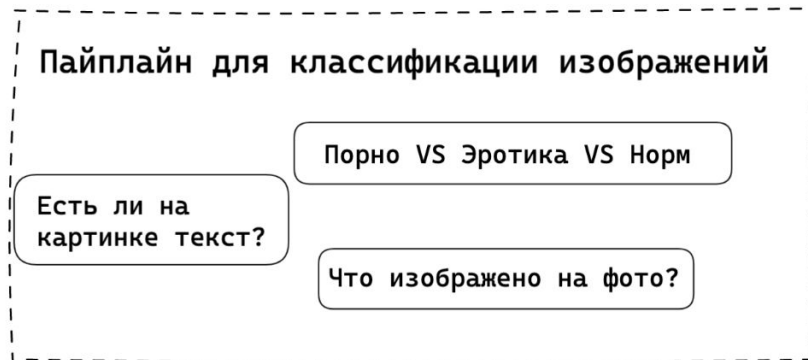 Пайплайн для классификации изображений
Порно VS Эротика VS Норм
Есть ли на
картинке текст?
Что изображено на фото?